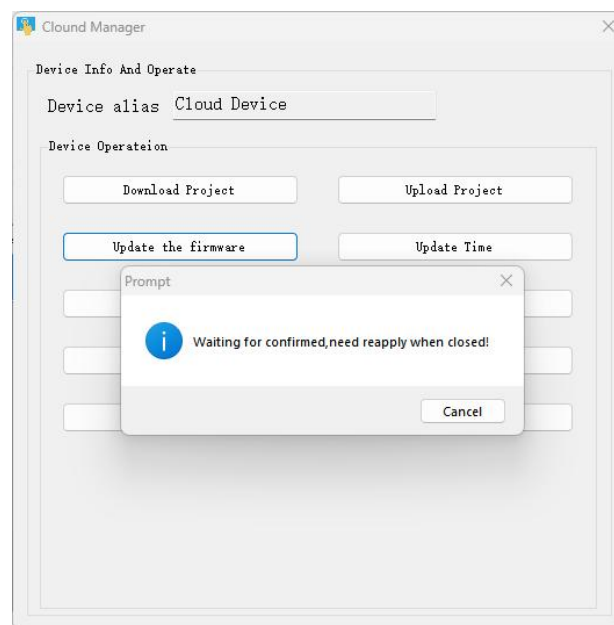 Clound Manager
Device Info And Operate
Device alias Cloud Device
Device Operateion
Download Project Upload Project
Update the firmware Update Time
Prompt
Waiting for confirmed,need reapply when closed!
Cancel